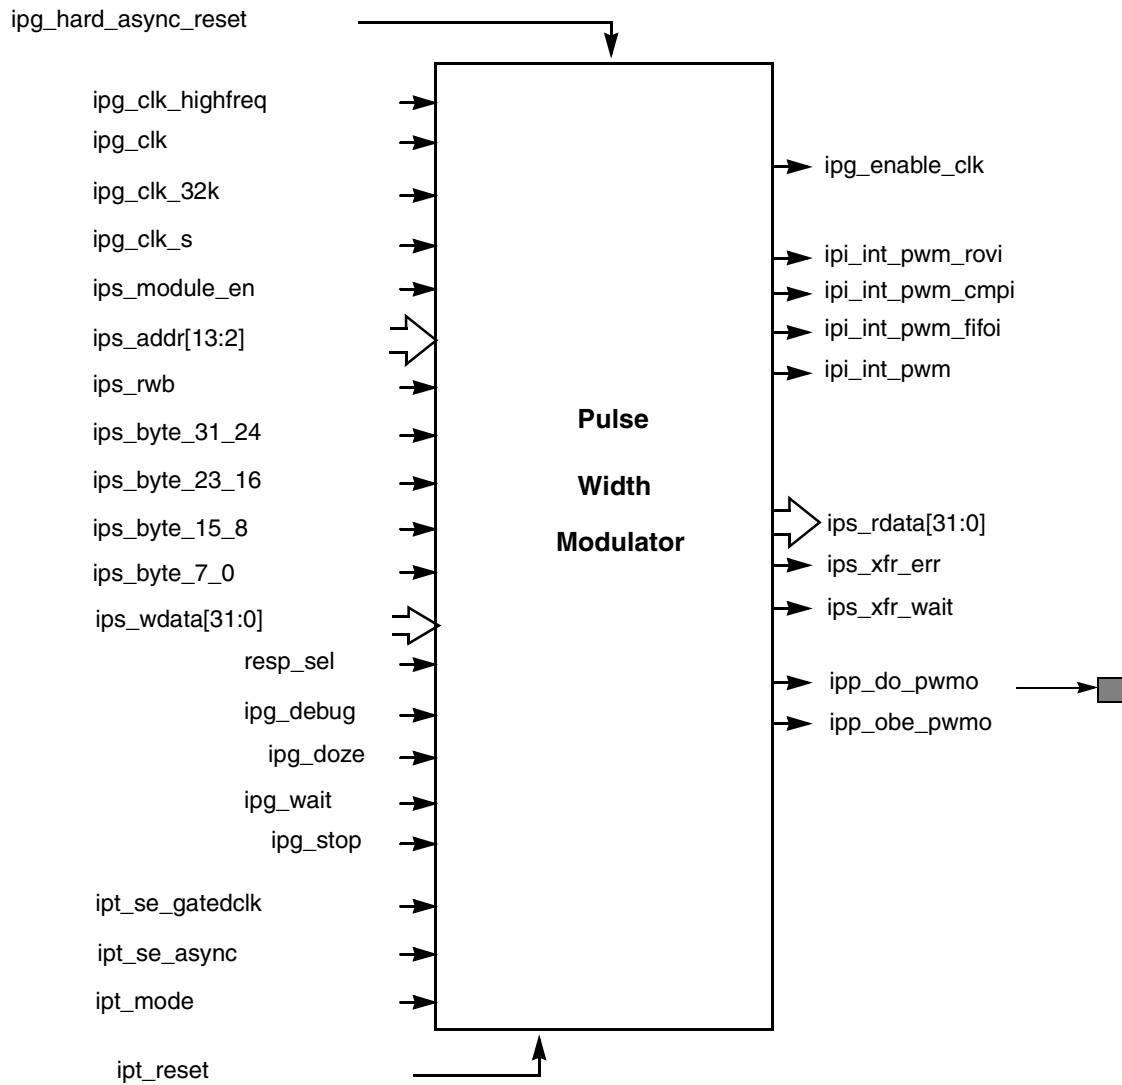 ipg_hard_async_reset
ipg_clk_highfreq
ipg_clk
ipg_clk_32k
ipg_clk_s
ips_module_en
ips_addr[13:2]
ips_rwb
ips_byte_31_24
ips_byte_23_16
ips_byte_15_8
ips_byte_7_0
ips_wdata[31:0]
resp_sel
ipg_debug
ipg_doze
ipg_wait
ipg_stop
ipt_se_gatedclk
ipt_se_async
ipt_mode
ipt_reset
Pulse
Width
Modulator
ipg_enable_clk
ipi_int_pwm_rovi
ipi_int_pwm_cmpi
ipi_int_pwm_fifoi
ipi_int_pwm
ips_rdata[31:0]
ips_xfr_err
ips_xfr_wait
ipp_do_pwmo
ipp_obe_pwmo